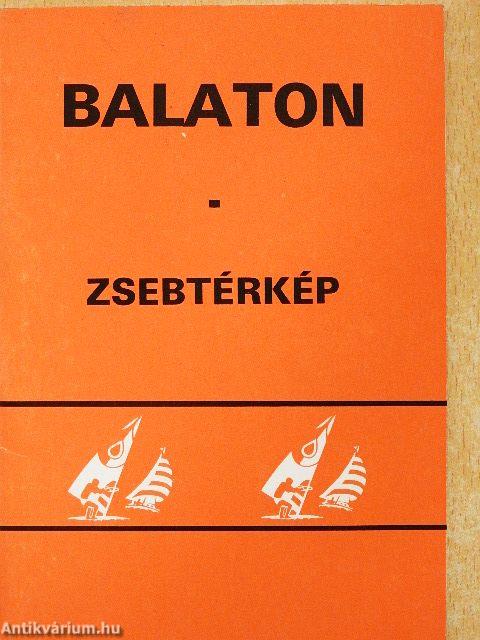 BALATON
-
ZSEBTÉRKÉP
Antikvárium.hu